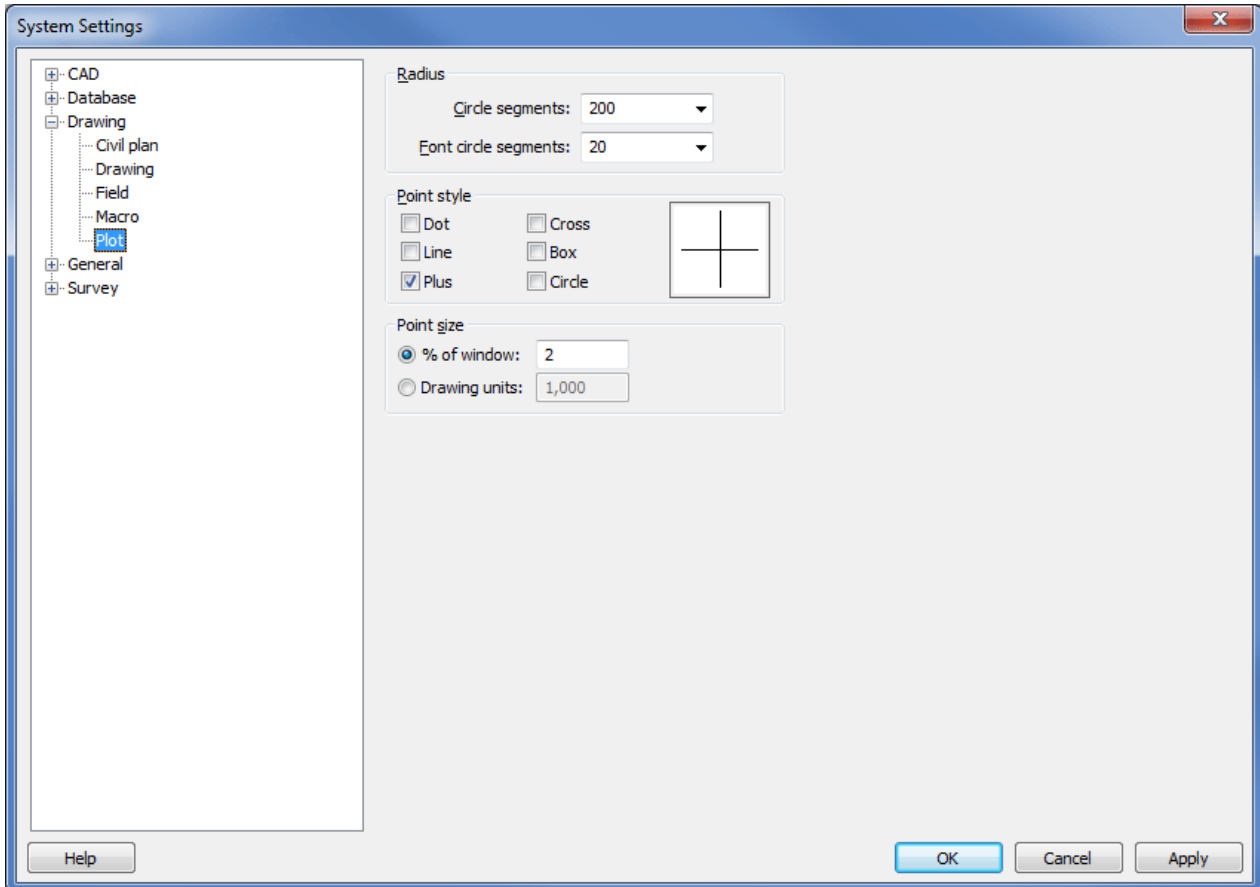 System Settings
CAD
Database
Drawing
Civil plan
Drawing
Field
Macro
Plot
General
Survey
Radius
Circle segments: 200
Font circle segments: 20
Point style
Dot Cross
Line Box
Plus Circle
Point size
% of window: 2
Drawing units: 1,000
Help OK Cancel Apply